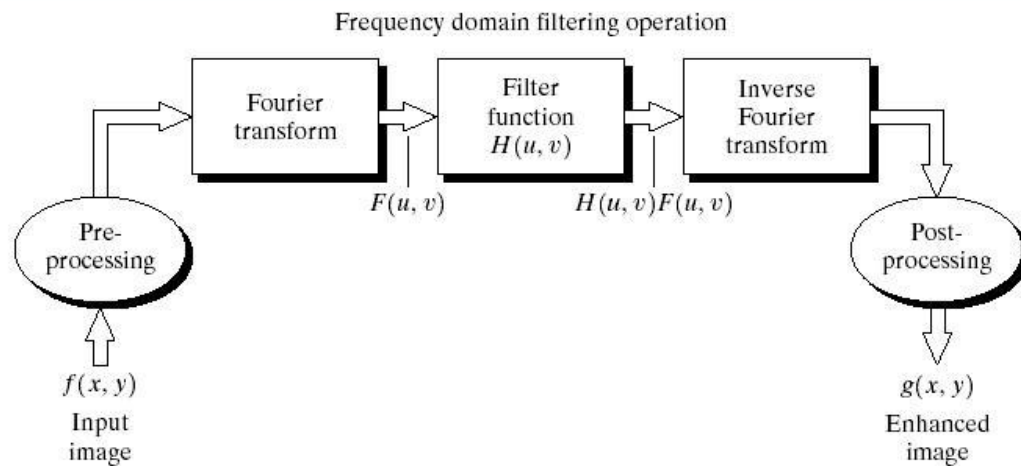 Frequency domain filtering operation
Fourier
transform
Filter
function
H(u, v)
Inverse
Fourier
transform
F(u, v)
H(u, v)F(u, v)
Pre-
processing
Post-
processing
f(x, y)
Input
image
g(x, y)
Enhanced
image